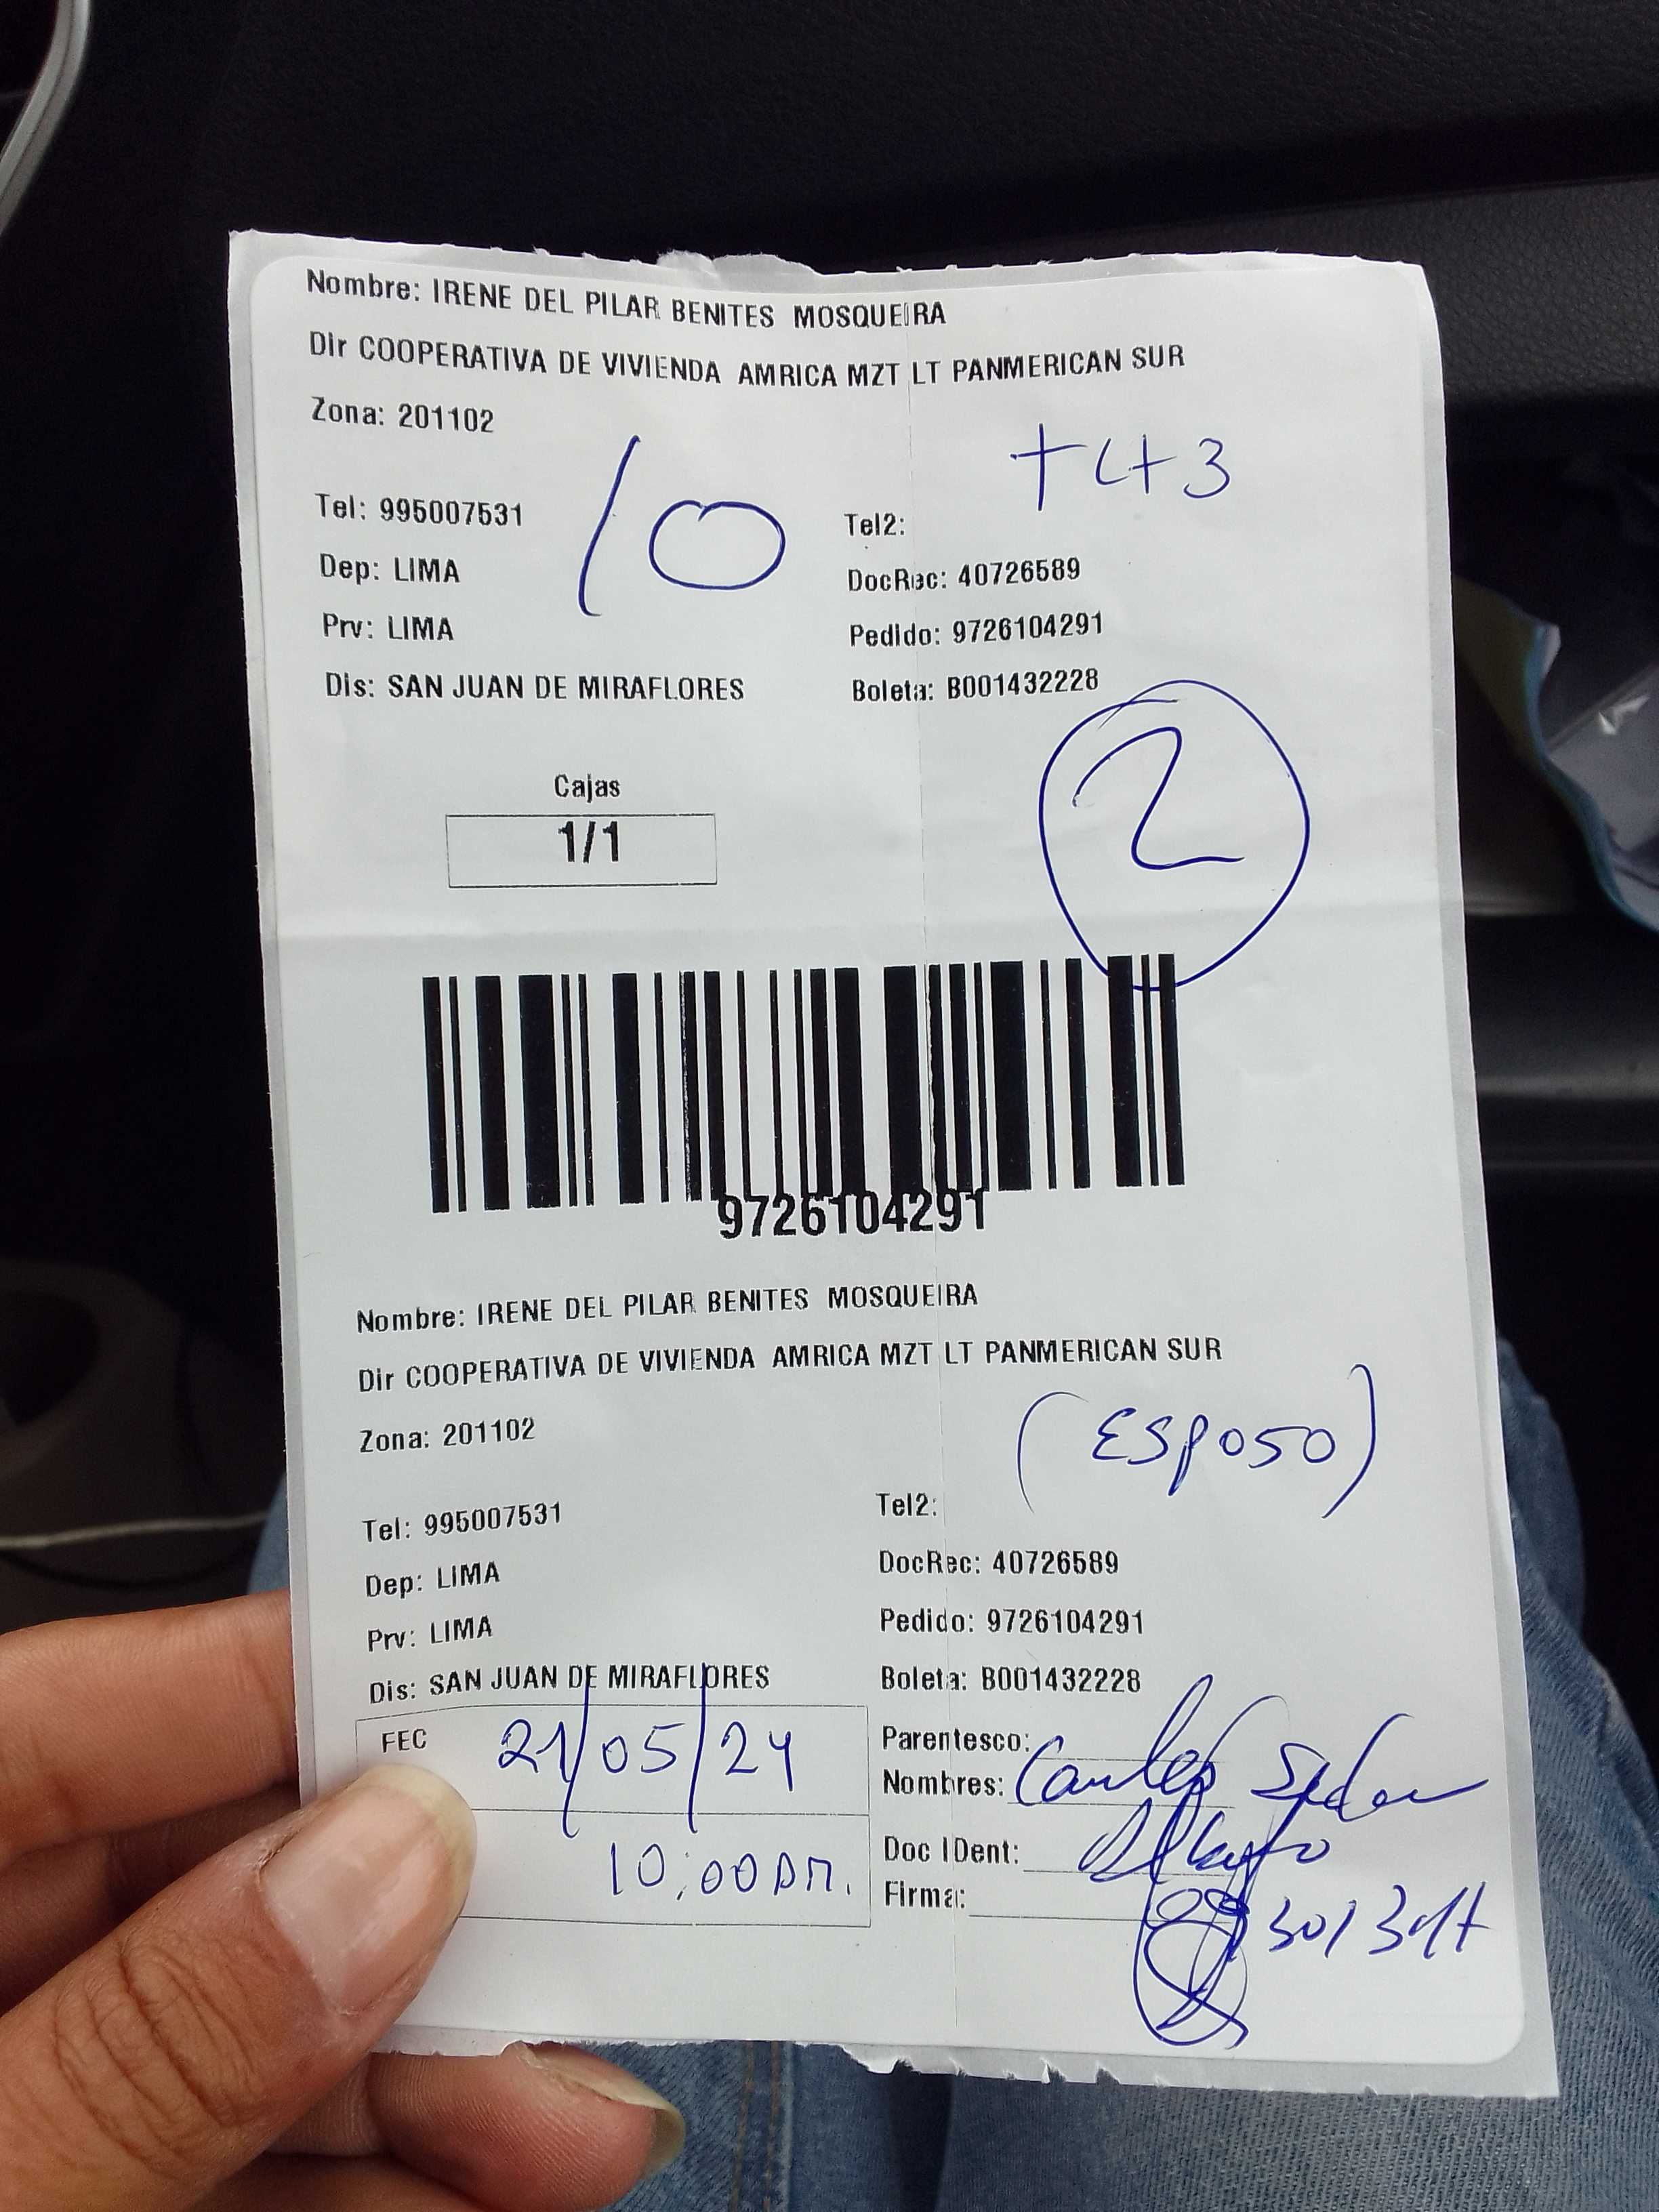 Nombre: IRENE DEL PILAR BENITES MOSQUEIRA
Dir COOPERATIVA DE VIVIENDA AMRICA MZT LT PANMERICAN SUR
Zona: 201102
T Lt 3
10
Tel: 995007531 Tel2:
Dep: LIMA DocRec: 40726589
Prv: LIMA Pedido: 9726104291
Dis: SAN JUAN DE MIRAFLORES Boleta: B001432228
2
Cajas
1/1
9726104291
Nombre: IRENE DEL PILAR BENITES MOSQUEIRA
Dir COOPERATIVA DE VIVIENDA AMRICA MZT LT PANMERICAN SUR
Zona: 201102
(ESPOSO)
Tel: 995007531 Tel2:
Dep: LIMA DocRec: 40726589
Prv: LIMA Pedido: 9726104291
Dis: SAN JUAN DE MIRAFLORES Boleta: B001432228
FEC 21/05/24 Parentesco:
Nombres: Carlos
10:00 am. Doc IDent:
Firma: